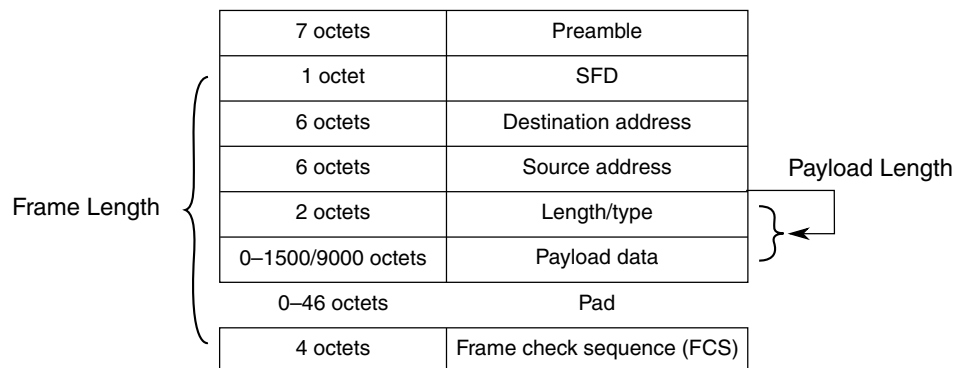 7 octets Preamble
1 octet SFD
6 octets Destination address
6 octets Source address
Payload Length
Frame Length
2 octets Length/type
0–1500/9000 octets Payload data
0–46 octets Pad
4 octets Frame check sequence (FCS)